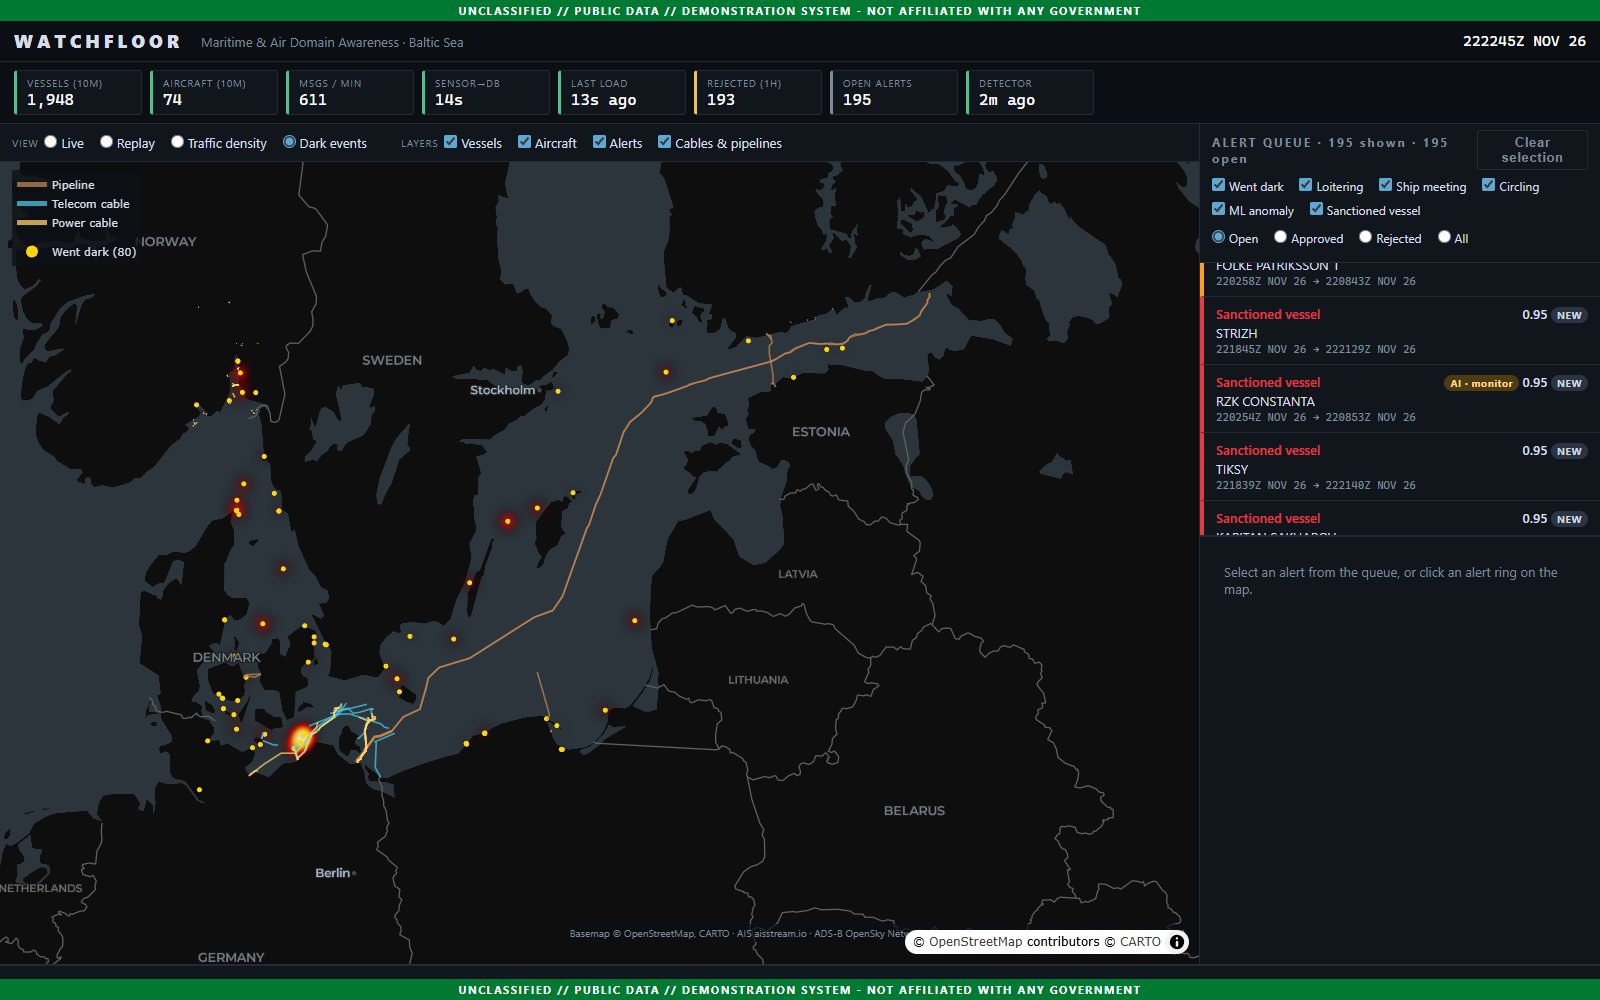 UNCLASSIFIED // PUBLIC DATA // DEMONSTRATION SYSTEM - NOT AFFILIATED WITH ANY GOVERNMENT
WATCHFLOOR Maritime & Air Domain Awareness · Baltic Sea 222245Z NOV 26
VESSELS (10M) AIRCRAFT (10M) MSGS / MIN SENSOR→DB LAST LOAD REJECTED (1H) OPEN ALERTS DETECTOR
1,948 74 611 14s 13s ago 193 195 2m ago
VIEW Live Replay Traffic density Dark events LAYERS Vessels Aircraft Alerts Cables & pipelines
Pipeline
Telecom cable
Power cable
Went dark (80)
NORWAY
SWEDEN
Stockholm
ESTONIA
LATVIA
DENMARK
LITHUANIA
BELARUS
Berlin
NETHERLANDS
GERMANY
Basemap © OpenStreetMap, CARTO · AIS aisstream.io · ADS-B OpenSky
© OpenStreetMap contributors © CARTO
ALERT QUEUE · 195 shown · 195
open
Clear
selection
Went dark Loitering Ship meeting Circling
ML anomaly Sanctioned vessel
Open Approved Rejected All
FOLKE PATRIKSSON 1
220258Z NOV 26 → 220843Z NOV 26
Sanctioned vessel 0.95 NEW
STRIZH
221845Z NOV 26 → 222129Z NOV 26
Sanctioned vessel AI · monitor 0.95 NEW
RZK CONSTANTA
220254Z NOV 26 → 220853Z NOV 26
Sanctioned vessel 0.95 NEW
TIKSY
221839Z NOV 26 → 222140Z NOV 26
Sanctioned vessel 0.95 NEW
Select an alert from the queue, or click an alert ring on the
map.
UNCLASSIFIED // PUBLIC DATA // DEMONSTRATION SYSTEM - NOT AFFILIATED WITH ANY GOVERNMENT